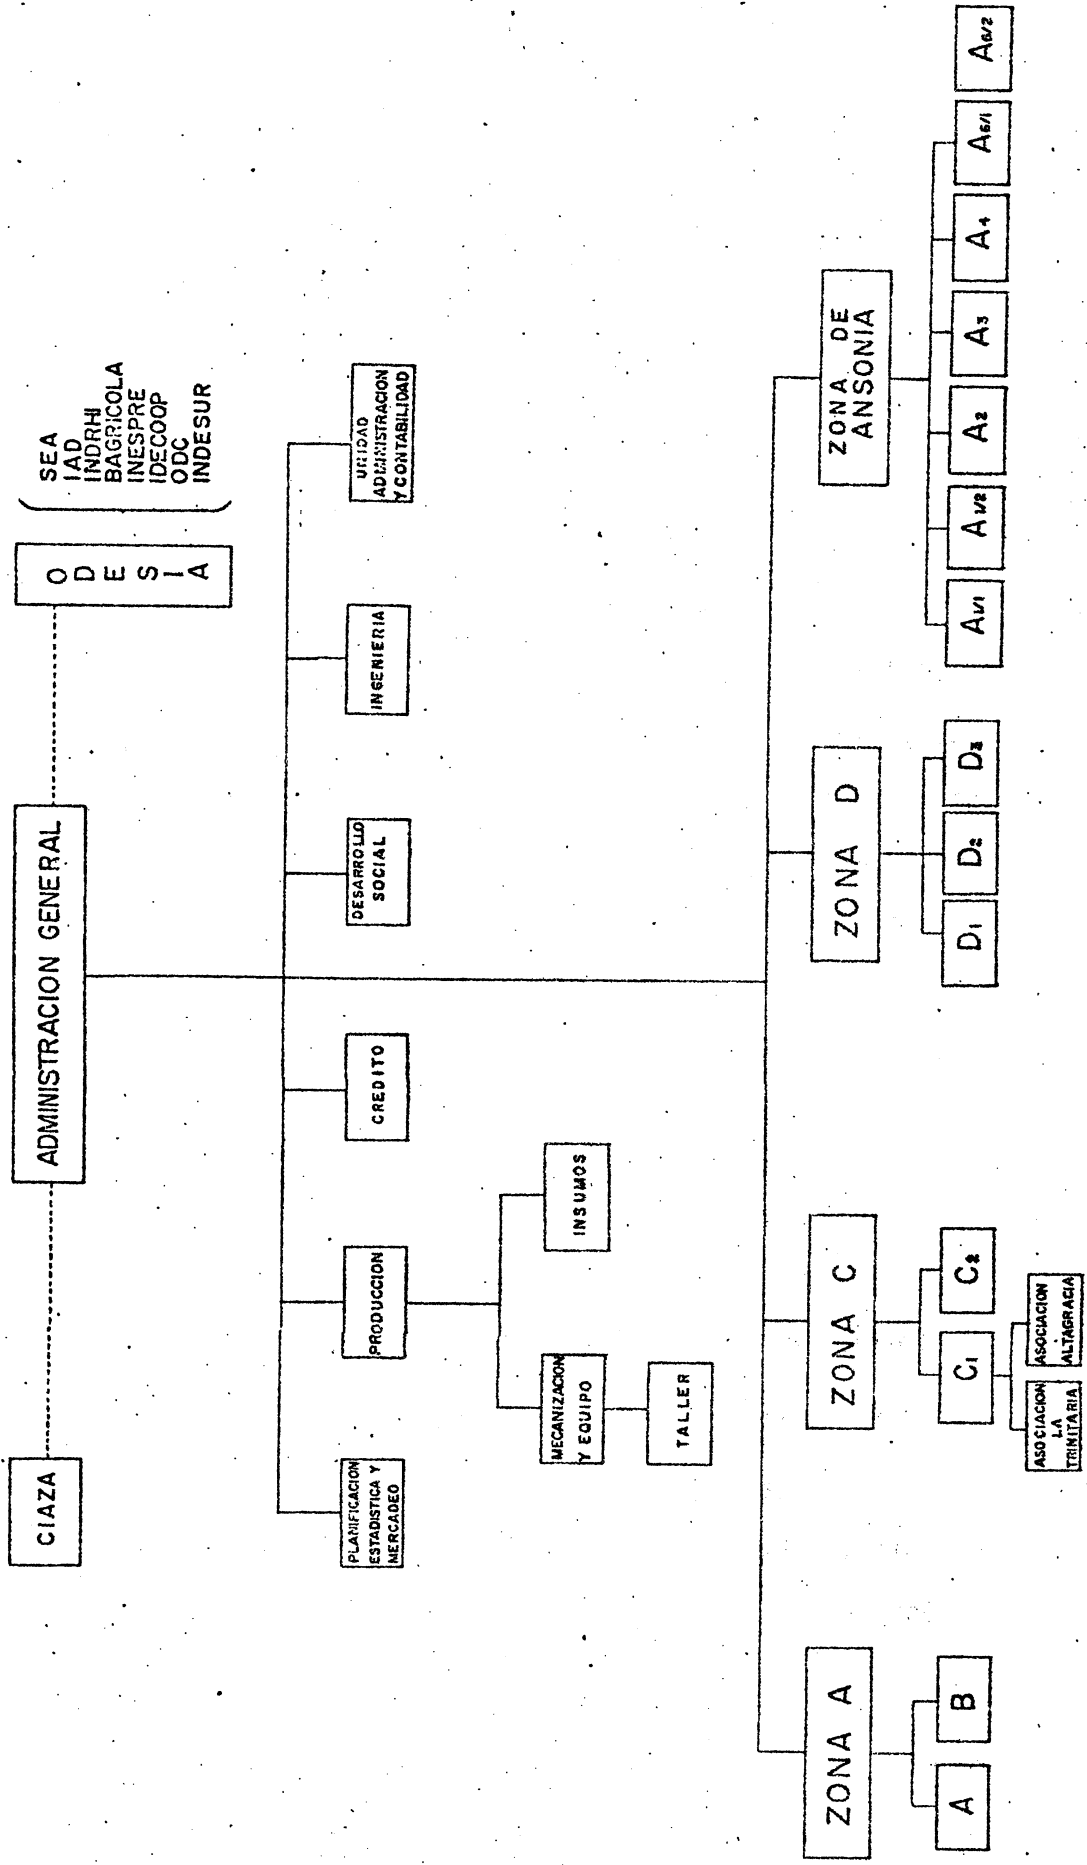 CIAZA
ADMINISTRACION GENERAL
O
D
E
S
I
A
SEA
IAD
INDRHI
BAGRICOLA
INESPRE
IDECOOP
ODC
INDESUR
PLANIFICACION
ESTADISTICA Y
MERCADEO
PRODUCCION
CREDITO
DESARROLLO
SOCIAL
INGENIERIA
UNIDAD
ADMINISTRACION
Y CONTABILIDAD
MECANIZACION
Y EQUIPO
INSUMOS
TALLER
ZONA A
ZONA C
ZONA D
ZONA DE
ANSONIA
A
B
C1
C2
D1
D2
D3
A1/1
A1/2
A2
A3
A4
A6/1
A6/2
ASOCIACION
LA
TRINITARIA
ASOCIACION
ALTAGRACIA